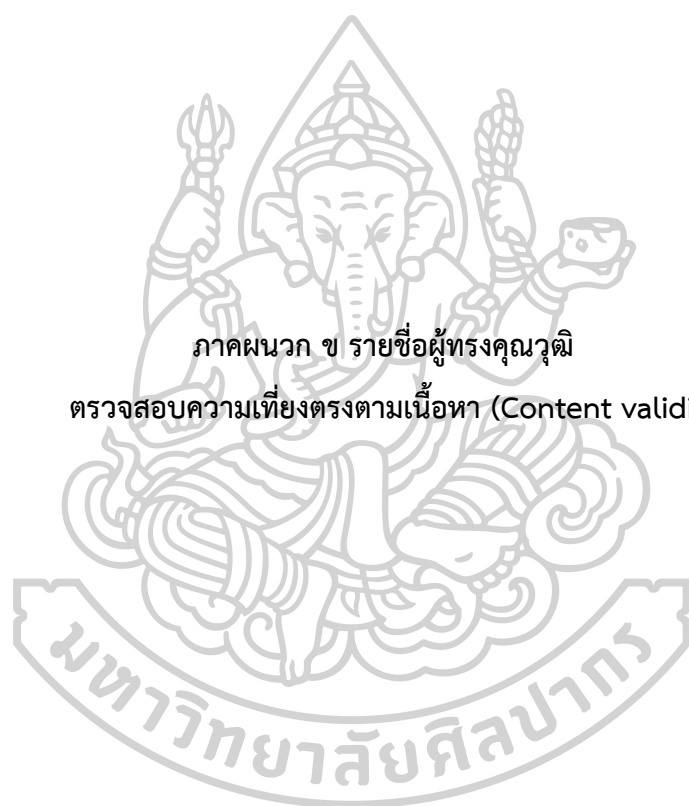 ภาคผนวก ข รายชื่อผู้ทรงคุณวุฒิ
ตรวจสอบความเที่ยงตรงตามเนื้อหา (Content
มหาวิทยาลัยศิลปากร